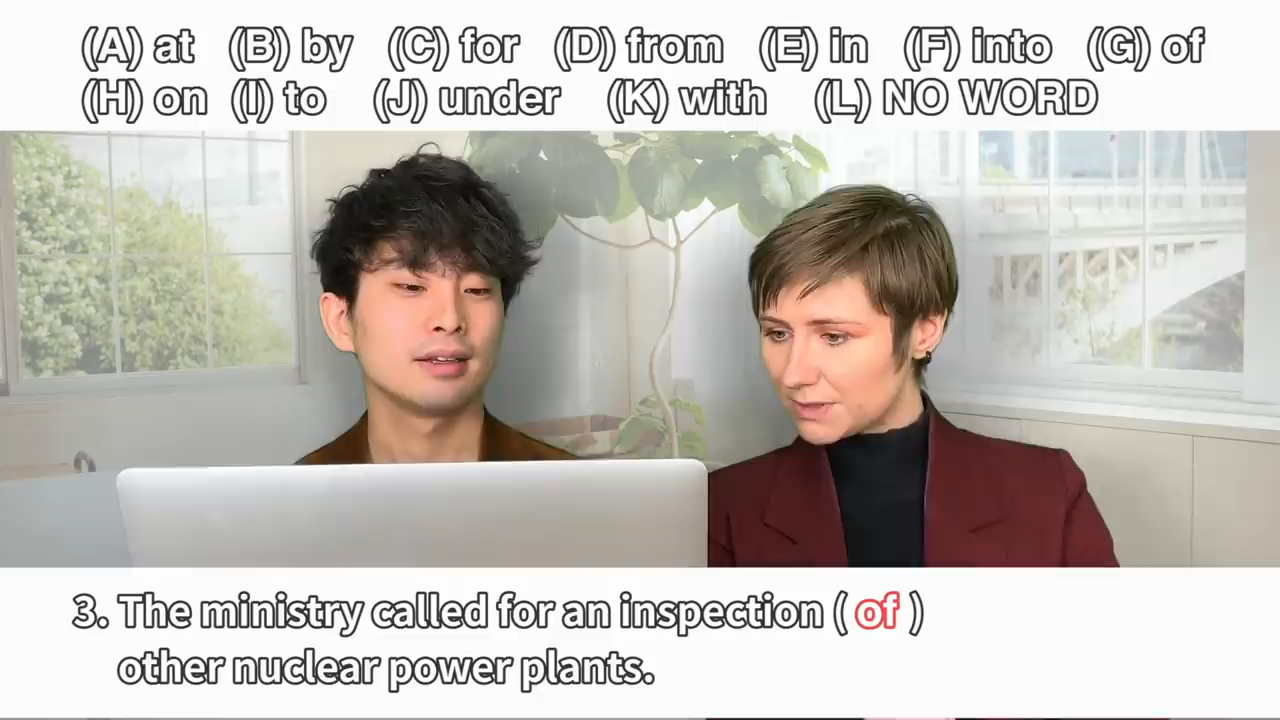 (A) at (B) by (C) for (D) from (E) in (F) into (G) of
(H) on (I) to (J) under (K) with (L) NO WORD
3. The ministry called for an inspection ( of )
other nuclear power plants.